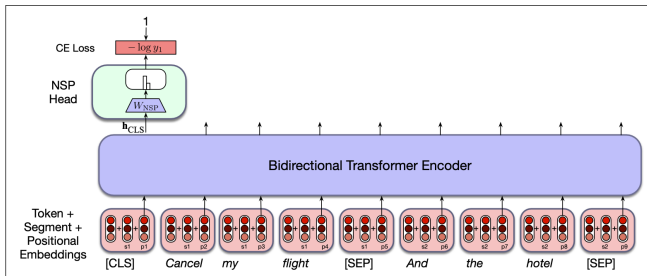 1
CE Loss
− log y₁
NSP
Head
W_NSP
h_CLS
Bidirectional Transformer Encoder
Token +
Segment +
Positional
Embeddings
+ + + + + + + + + + + + + + + + + +
s1 p1 s1 p2 s1 p3 s1 p4 s1 p5 s2 p6 s2 p7 s2 p8 s2 p9
[CLS] Cancel my flight [SEP] And the hotel [SEP]